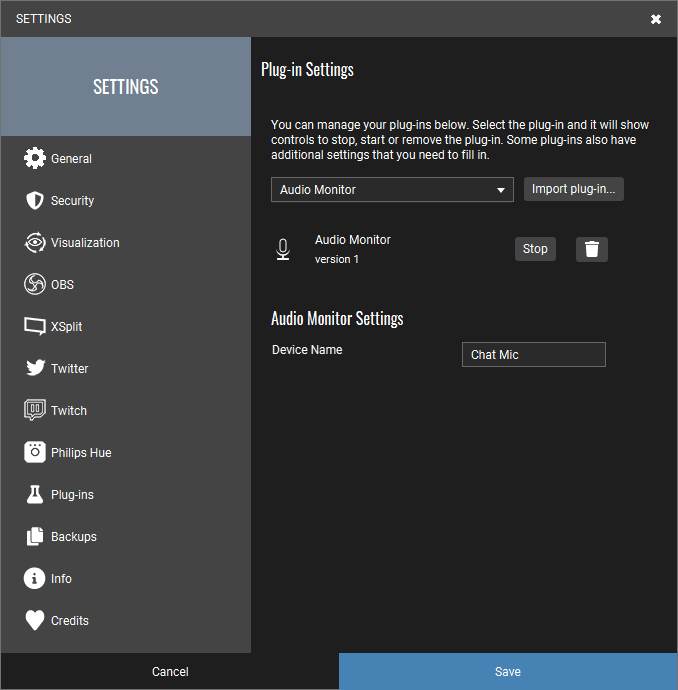 SETTINGS
SETTINGS
General
Security
Visualization
OBS
XSplit
Twitter
Twitch
Philips Hue
Plug-ins
Backups
Info
Credits
Plug-in Settings
You can manage your plug-ins below. Select the plug-in and it will show
controls to stop, start or remove the plug-in. Some plug-ins also have
additional settings that you need to fill in.
Audio Monitor
Import plug-in...
Audio Monitor
version 1
Stop
Audio Monitor Settings
Device Name
Chat Mic
Cancel
Save